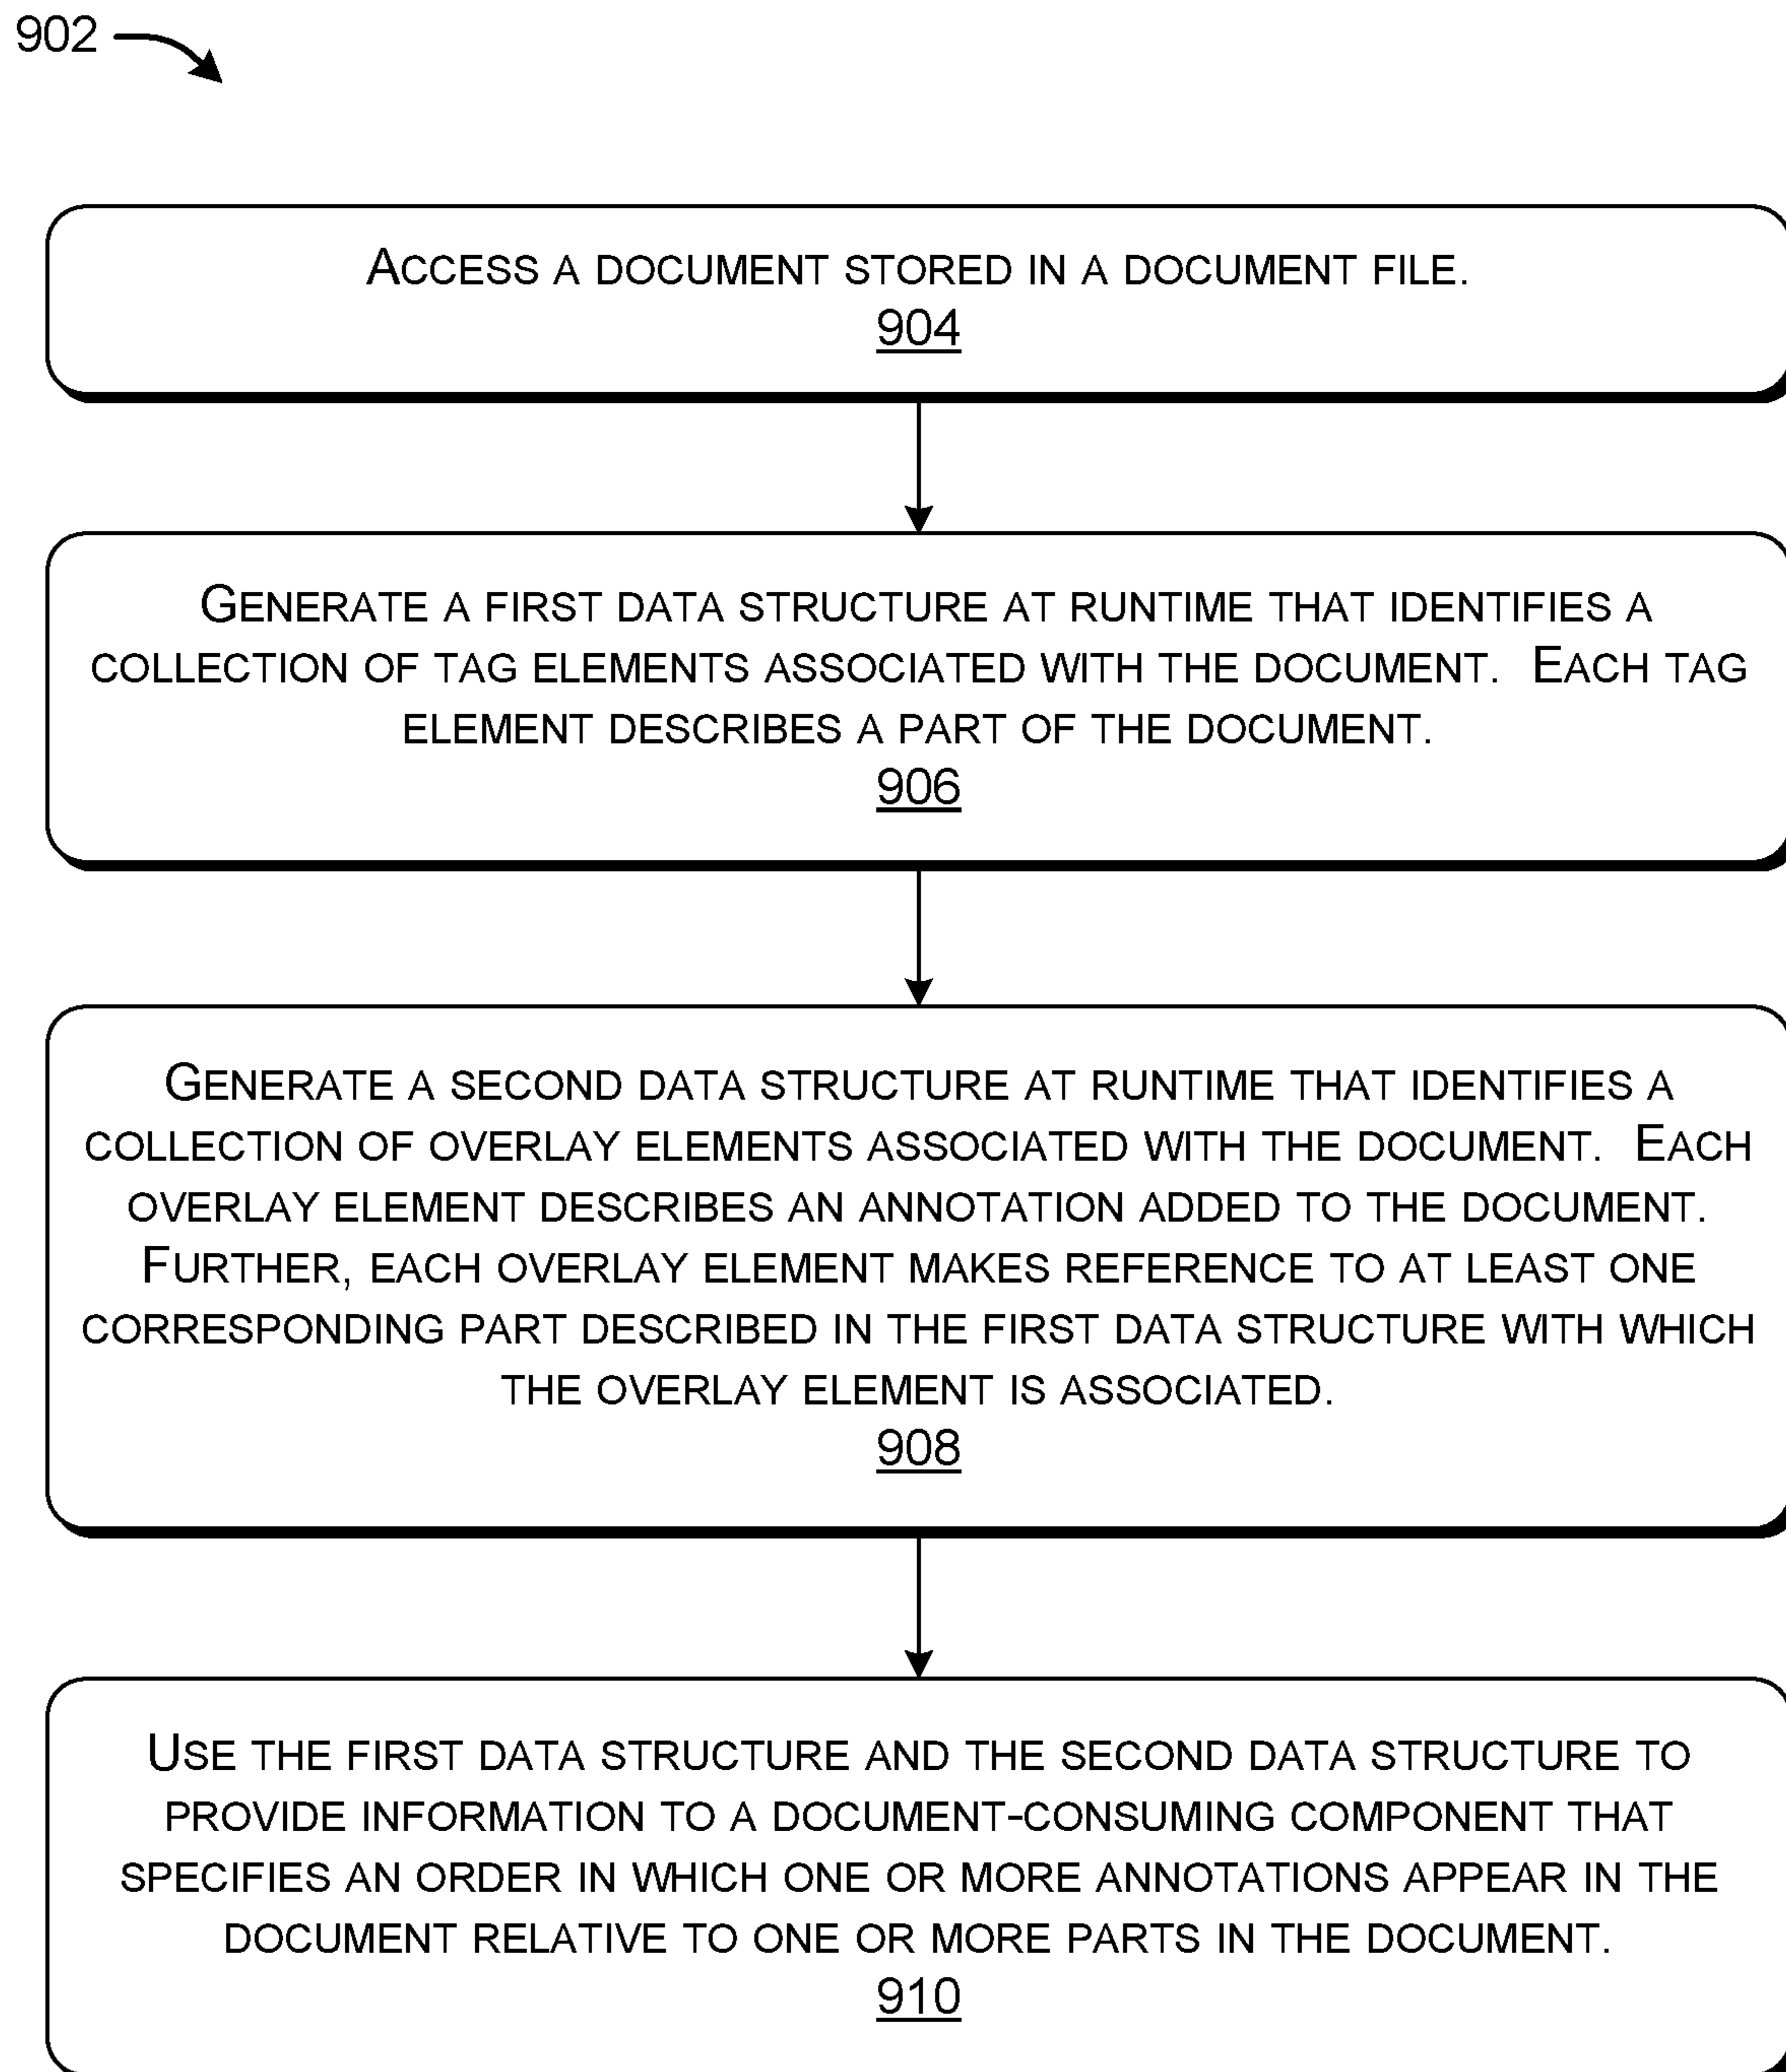 902
ACCESS A DOCUMENT STORED IN A DOCUMENT FILE.
904
GENERATE A FIRST DATA STRUCTURE AT RUNTIME THAT IDENTIFIES A
COLLECTION OF TAG ELEMENTS ASSOCIATED WITH THE DOCUMENT.  EACH TAG
ELEMENT DESCRIBES A PART OF THE DOCUMENT.
906
GENERATE A SECOND DATA STRUCTURE AT RUNTIME THAT IDENTIFIES A
COLLECTION OF OVERLAY ELEMENTS ASSOCIATED WITH THE DOCUMENT.  EACH
OVERLAY ELEMENT DESCRIBES AN ANNOTATION ADDED TO THE DOCUMENT.
FURTHER, EACH OVERLAY ELEMENT MAKES REFERENCE TO AT LEAST ONE
CORRESPONDING PART DESCRIBED IN THE FIRST DATA STRUCTURE WITH WHICH
THE OVERLAY ELEMENT IS ASSOCIATED.
908
USE THE FIRST DATA STRUCTURE AND THE SECOND DATA STRUCTURE TO
PROVIDE INFORMATION TO A DOCUMENT-CONSUMING COMPONENT THAT
SPECIFIES AN ORDER IN WHICH ONE OR MORE ANNOTATIONS APPEAR IN THE
DOCUMENT RELATIVE TO ONE OR MORE PARTS IN THE DOCUMENT.
910